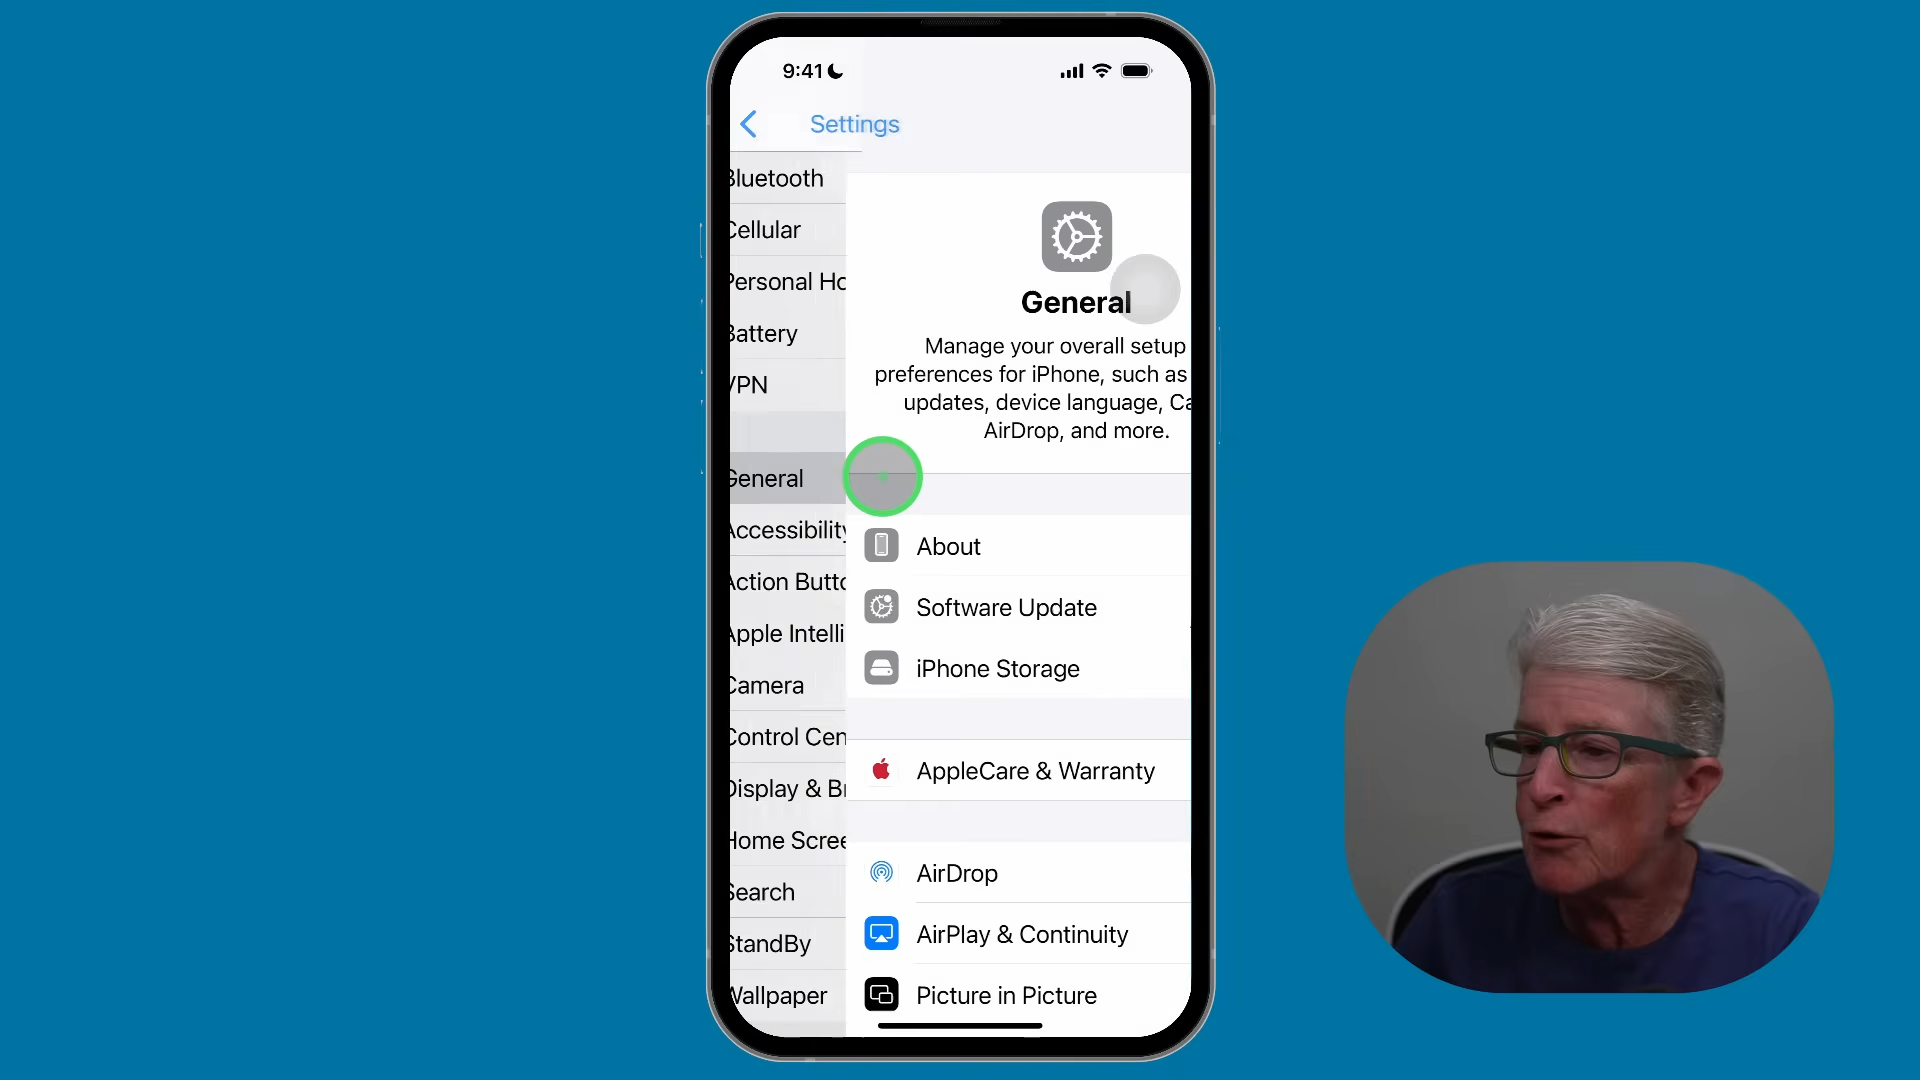 9:41
Settings
Bluetooth
Cellular
Personal Ho
Battery
VPN
General
Accessibility
Action Butto
Apple Intelli
Camera
Control Cen
Display & Br
Home Scree
Search
StandBy
Wallpaper
General
Manage your overall setup
preferences for iPhone, such as
updates, device language, Ca
AirDrop, and more.
About
Software Update
iPhone Storage
AppleCare & Warranty
AirDrop
AirPlay & Continuity
Picture in Picture